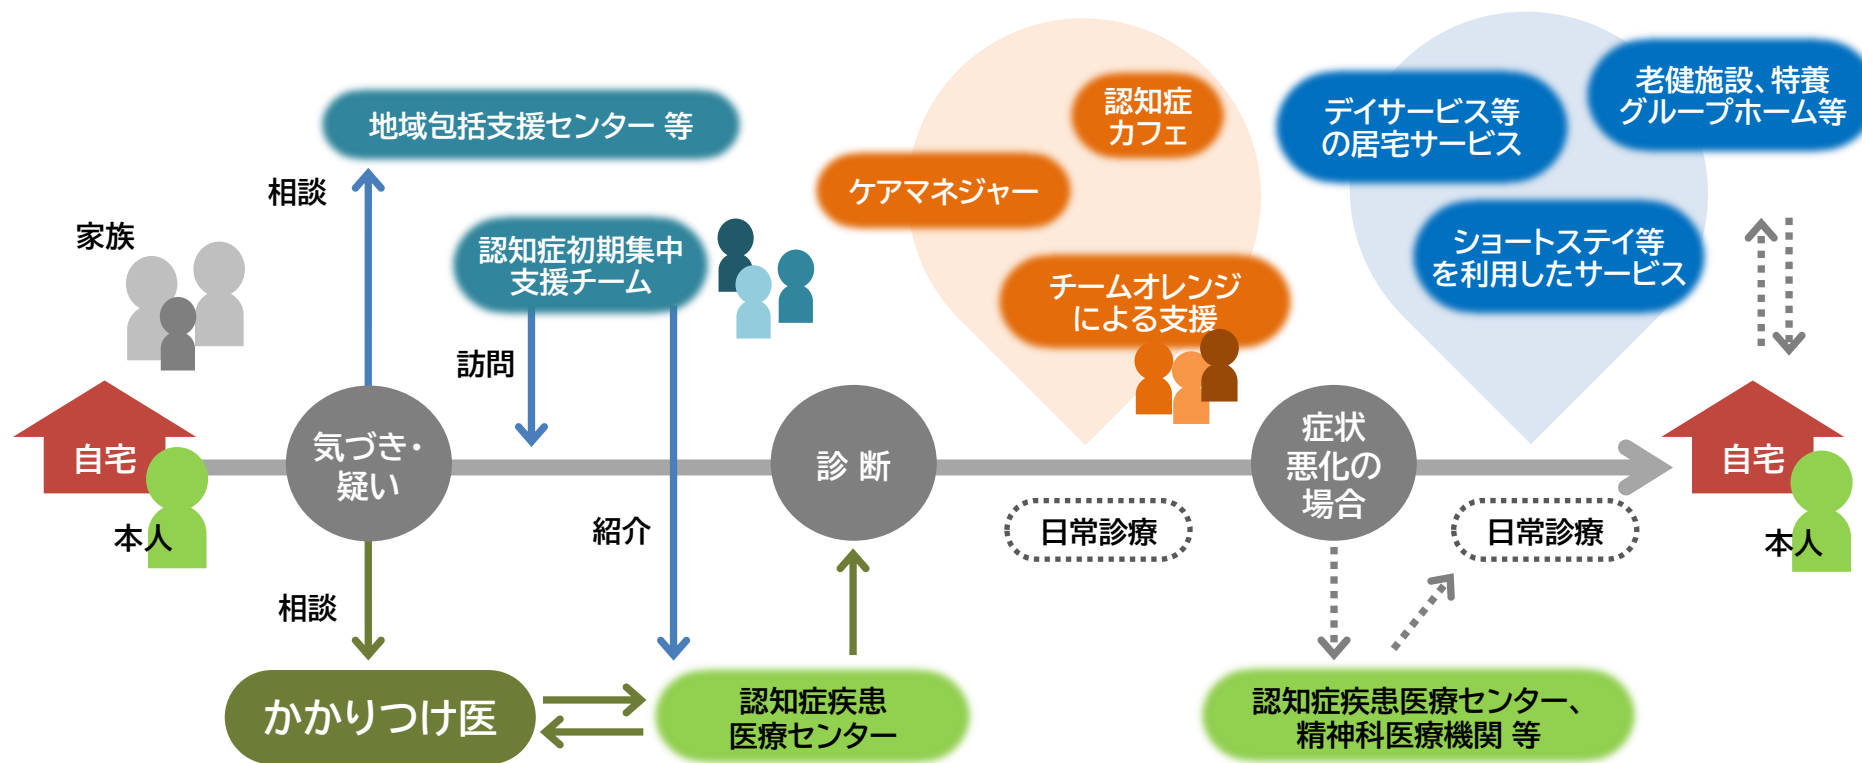 地域包括支援センター 等
相談
家族
認知症初期集中
支援チーム
訪問
自宅
本人
気づき・
疑い
相談
かかりつけ医
紹介
認知症疾患
医療センター
診 断
ケアマネジャー
認知症
カフェ
チームオレンジ
による支援
日常診療
症状
悪化の
場合
認知症疾患医療センター、
精神科医療機関 等
デイサービス等
の居宅サービス
老健施設、特養
グループホーム等
ショートステイ等
を利用したサービス
日常診療
自宅
本人